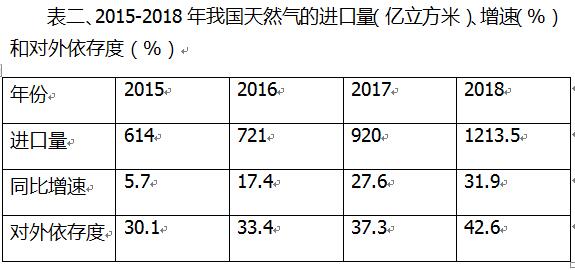 表二、2015-2018 年我国天然气的进口量(亿立方米)、增速(%)
和对外依存度(%)
年份 2015 2016 2017 2018
进口量 614 721 920 1213.5
同比增速 5.7 17.4 27.6 31.9
对外依存度 30.1 33.4 37.3 42.6